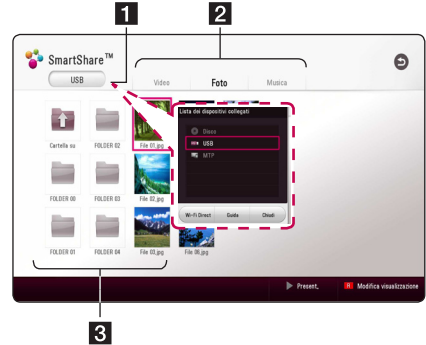 1
2
SmartShare™
USB
Video
Foto
Musica
Lista dei dispositivi collegati
Disco
USB
MTP
Wi-Fi Direct
Guida
Chiudi
Cartella su
FOLDER 02
File 01.jpg
FOLDER 00
FOLDER 03
File 02.jpg
FOLDER 01
FOLDER 04
File 03.jpg
File 06.jpg
Present.
R Modifica visualizzazione
3